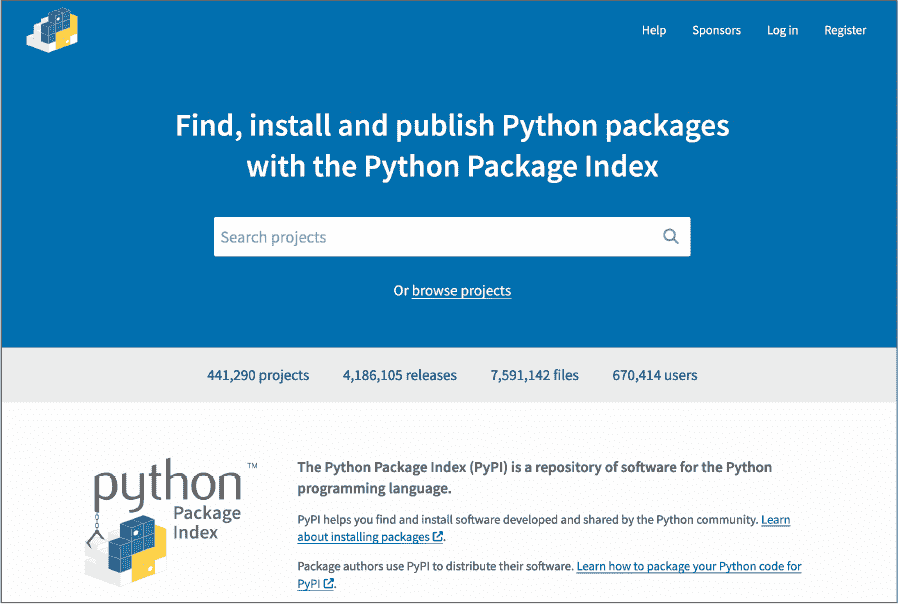 Help Sponsors Log in Register
Find, install and publish Python packages
with the Python Package Index
Search projects
Or browse projects
441,290 projects 4,186,105 releases 7,591,142 files 670,414 users
python™
Package
Index
The Python Package Index (PyPI) is a repository of software for the Python
programming language.
PyPI helps you find and install software developed and shared by the Python community. Learn
about installing packages.
Package authors use PyPI to distribute their software. Learn how to package your Python code for
PyPI.